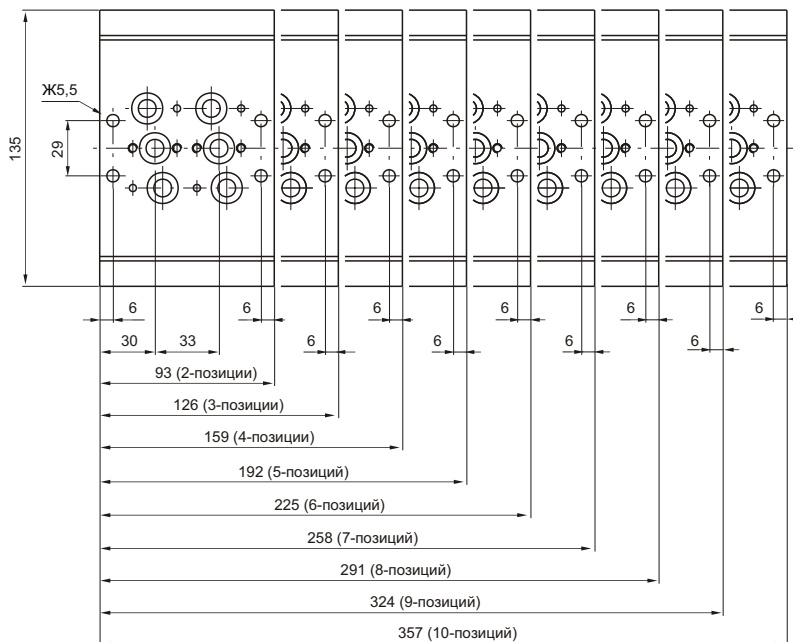 Ж5,5
135
29
6
6
6
6
6
6
30
33
6
6
6
6
93 (2-позиции)
126 (3-позиции)
159 (4-позиции)
192 (5-позиций)
225 (6-позиций)
258 (7-позиций)
291 (8-позиций)
324 (9-позиций)
357 (10-позиций)